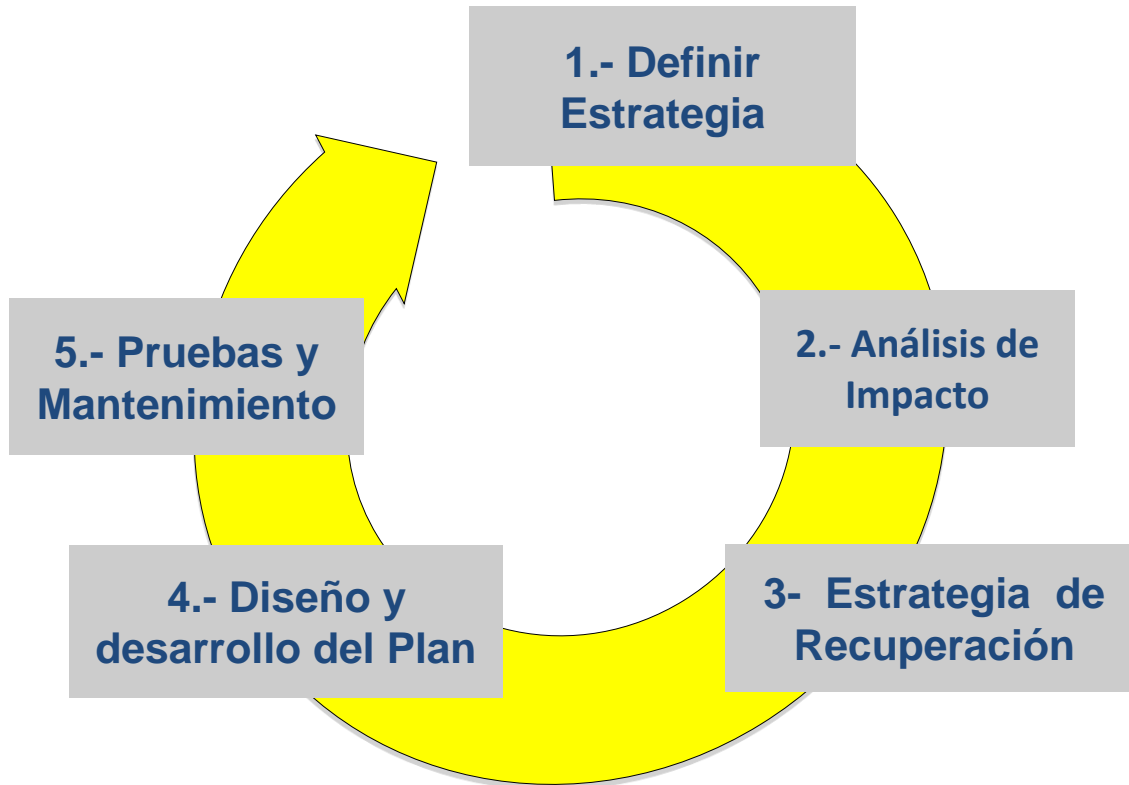 1.- Definir
Estrategia
2.- Análisis de
Impacto
3- Estrategia de
Recuperación
4.- Diseño y
desarrollo del Plan
5.- Pruebas y
Mantenimiento